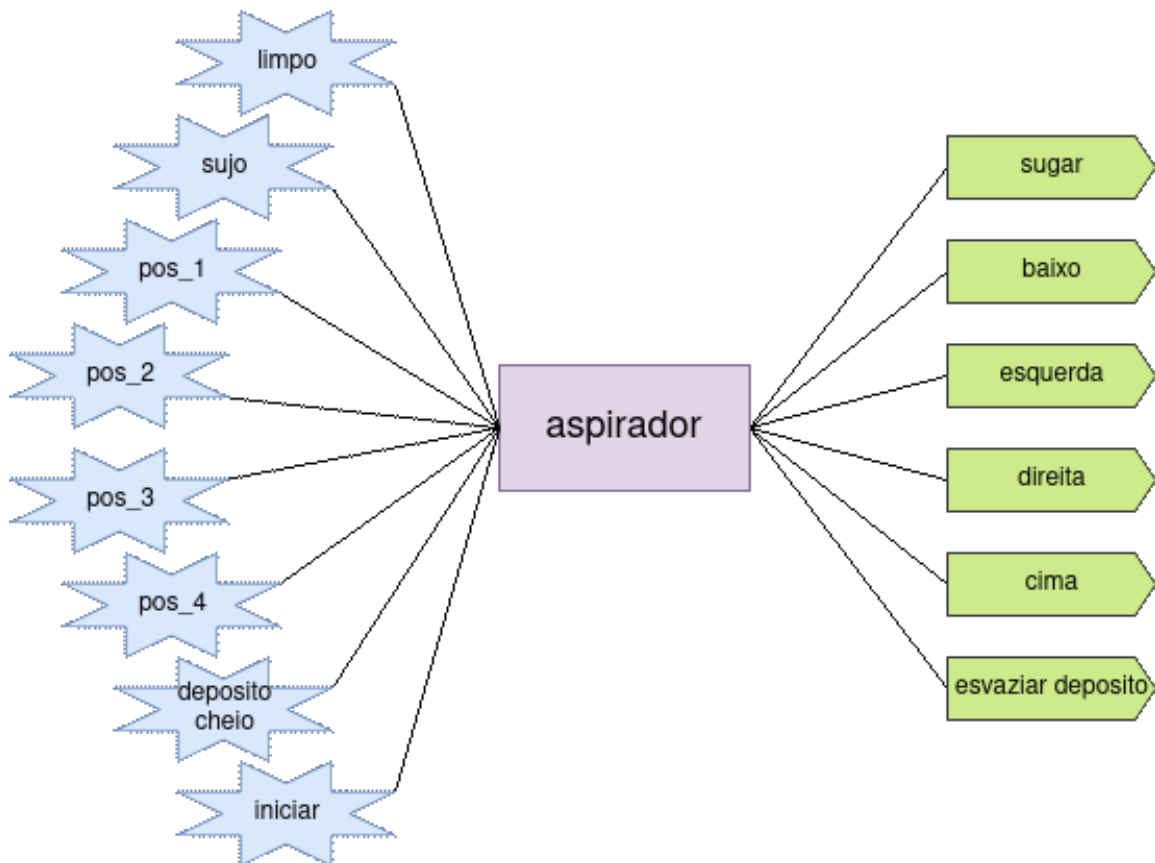 limpo
sujo
pos_1
pos_2
pos_3
pos_4
deposito
cheio
iniciar
aspirador
sugar
baixo
esquerda
direita
cima
esvaziar deposito